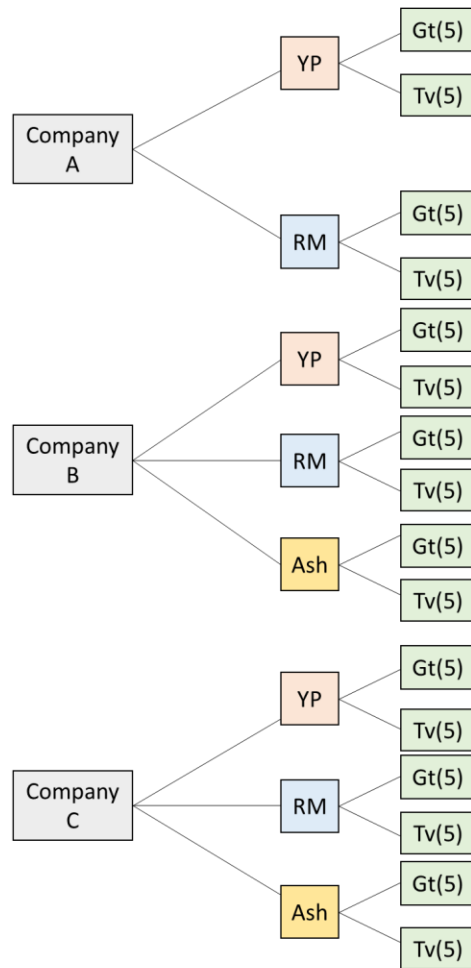 Company
A
YP
Gt(5)
Tv(5)
RM
Gt(5)
Tv(5)
Company
B
YP
Gt(5)
Tv(5)
RM
Gt(5)
Tv(5)
Ash
Gt(5)
Tv(5)
Company
C
YP
Gt(5)
Tv(5)
RM
Gt(5)
Tv(5)
Ash
Gt(5)
Tv(5)